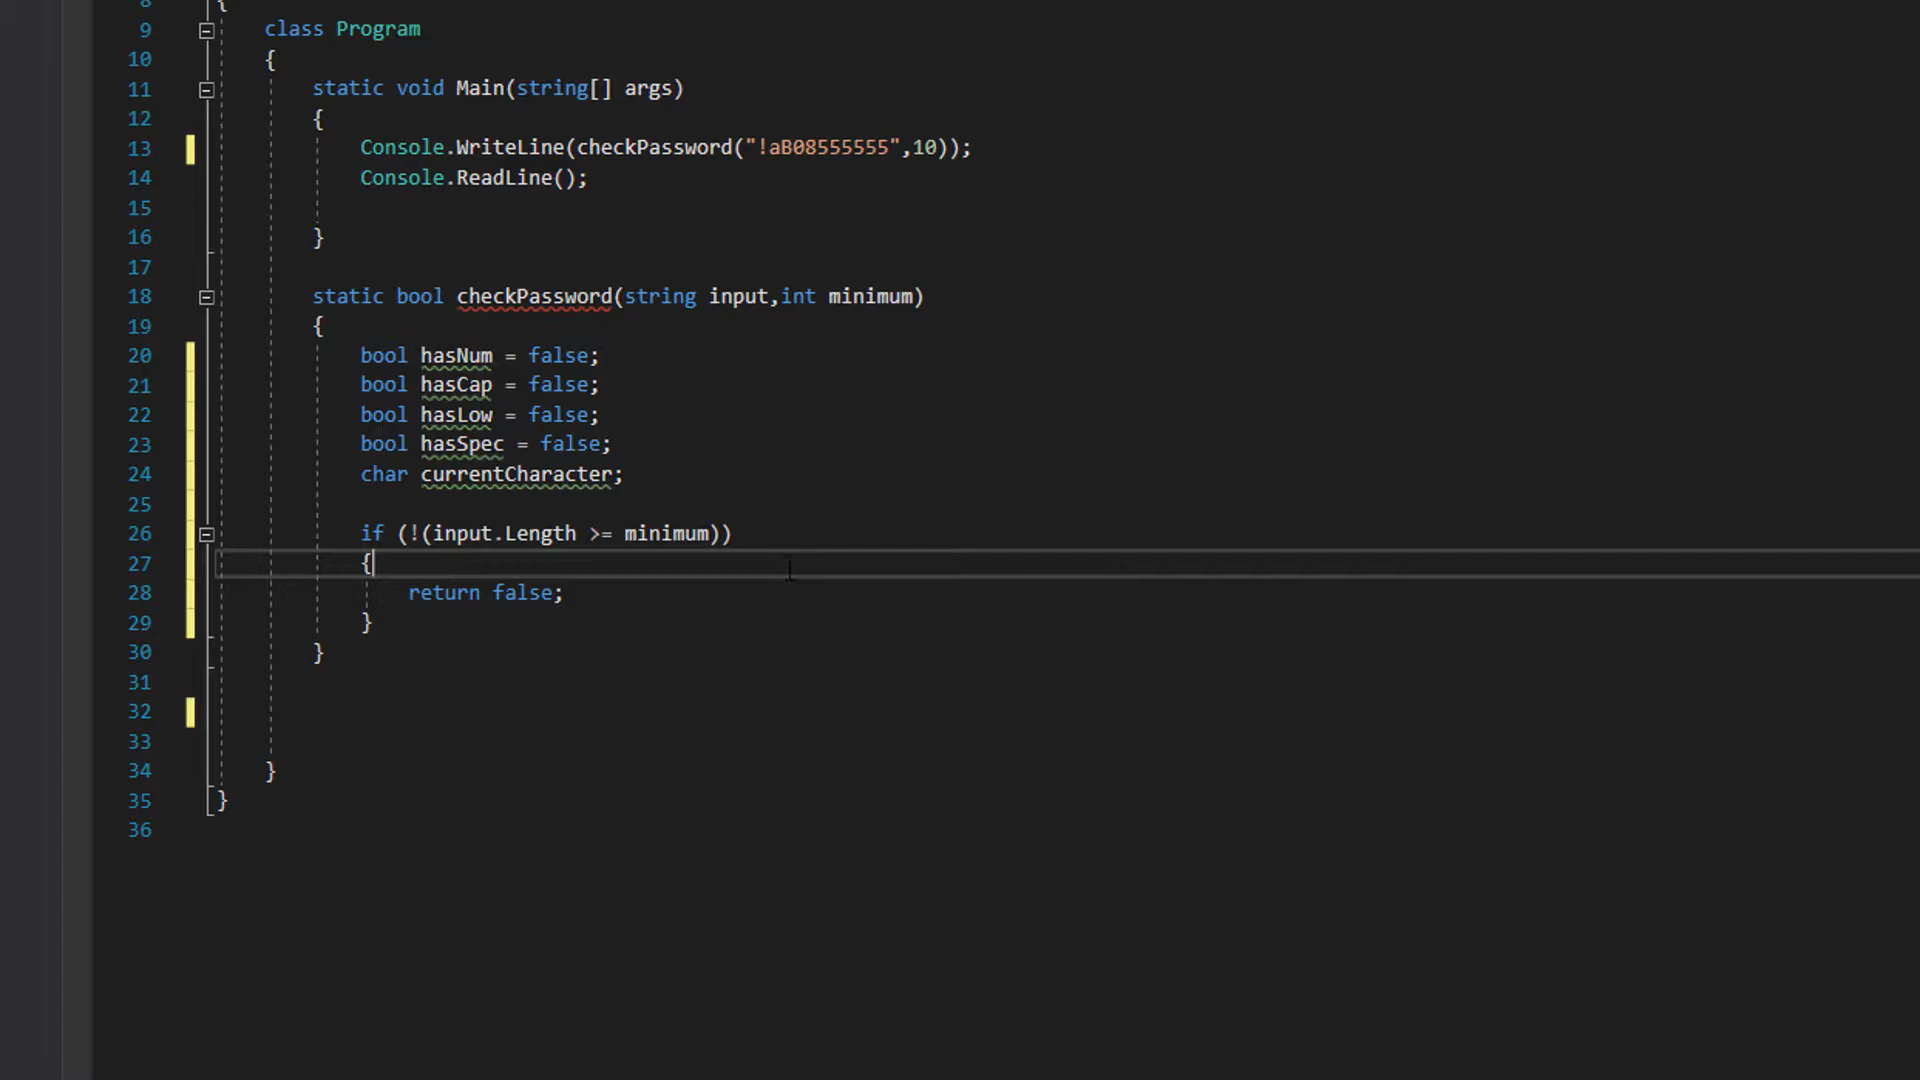 8 {
9 class Program
10 {
11 static void Main(string[] args)
12 {
13 Console.WriteLine(checkPassword("!aB08555555",10));
14 Console.ReadLine();
15
16 }
17
18 static bool checkPassword(string input,int minimum)
19 {
20 bool hasNum = false;
21 bool hasCap = false;
22 bool hasLow = false;
23 bool hasSpec = false;
24 char currentCharacter;
25
26 if (!(input.Length >= minimum))
27 {
28 return false;
29 }
30 }
31
32
33
34 }
35 }
36